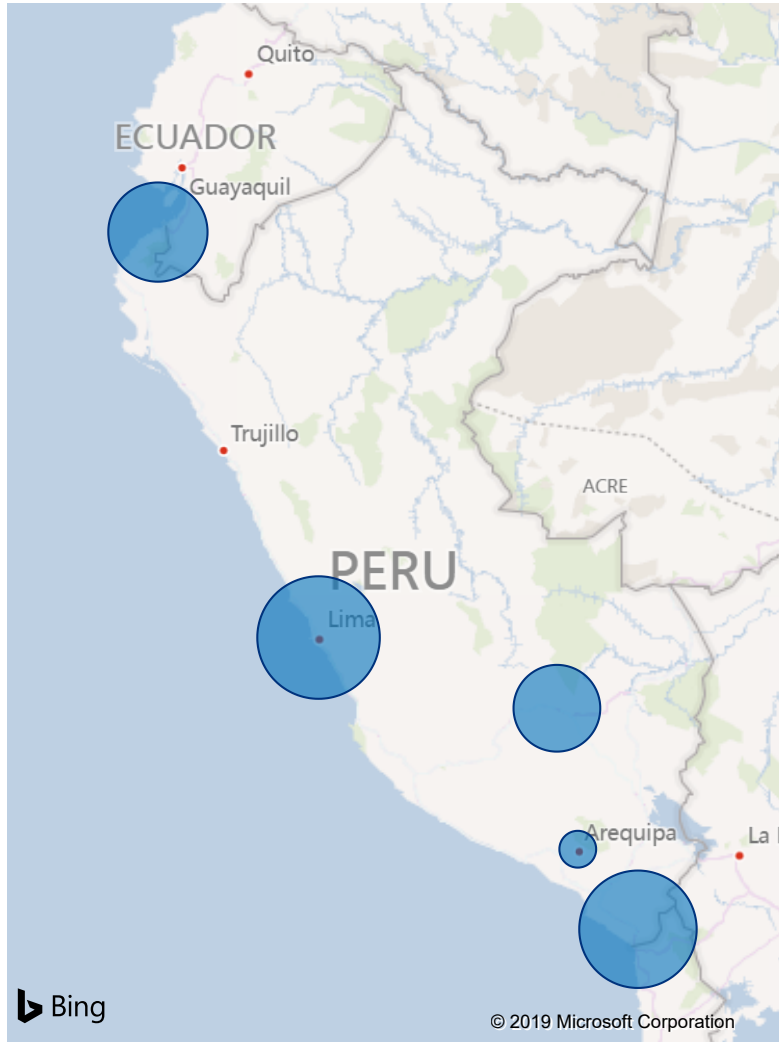 Quito
ECUADOR
Guayaquil
Trujillo
ACRE
PERU
Lima
Arequipa
La
Bing
© 2019 Microsoft Corporation